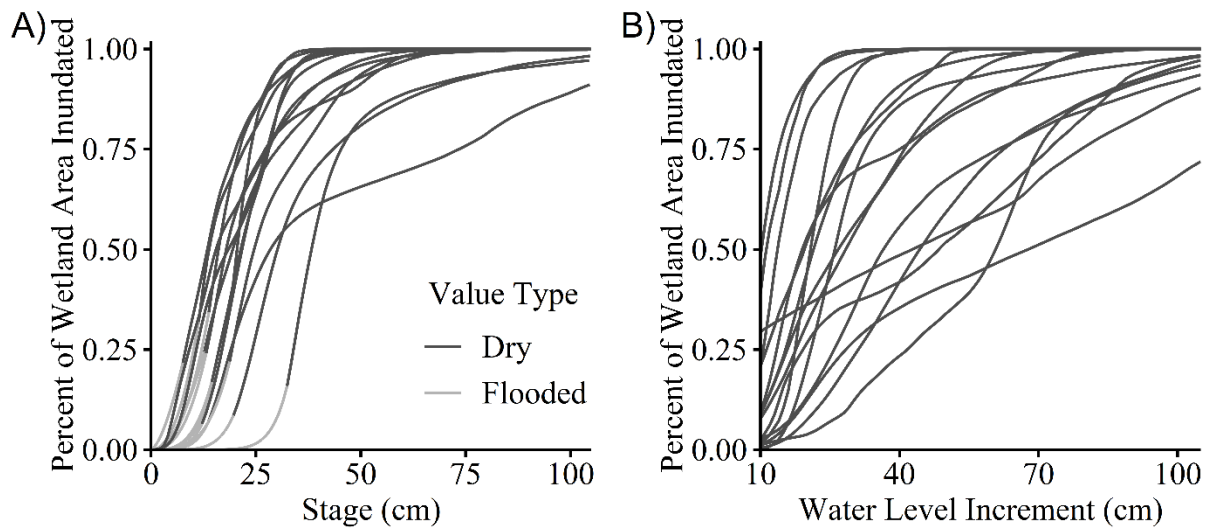 A)
Percent of Wetland Area Inundated
1.00
0.75
0.50
0.25
0.00
0
25
50
75
100
Stage (cm)
Value Type
Dry
Flooded
B)
Percent of Wetland Area Inundated
1.00
0.75
0.50
0.25
0.00
10
40
70
100
Water Level Increment (cm)